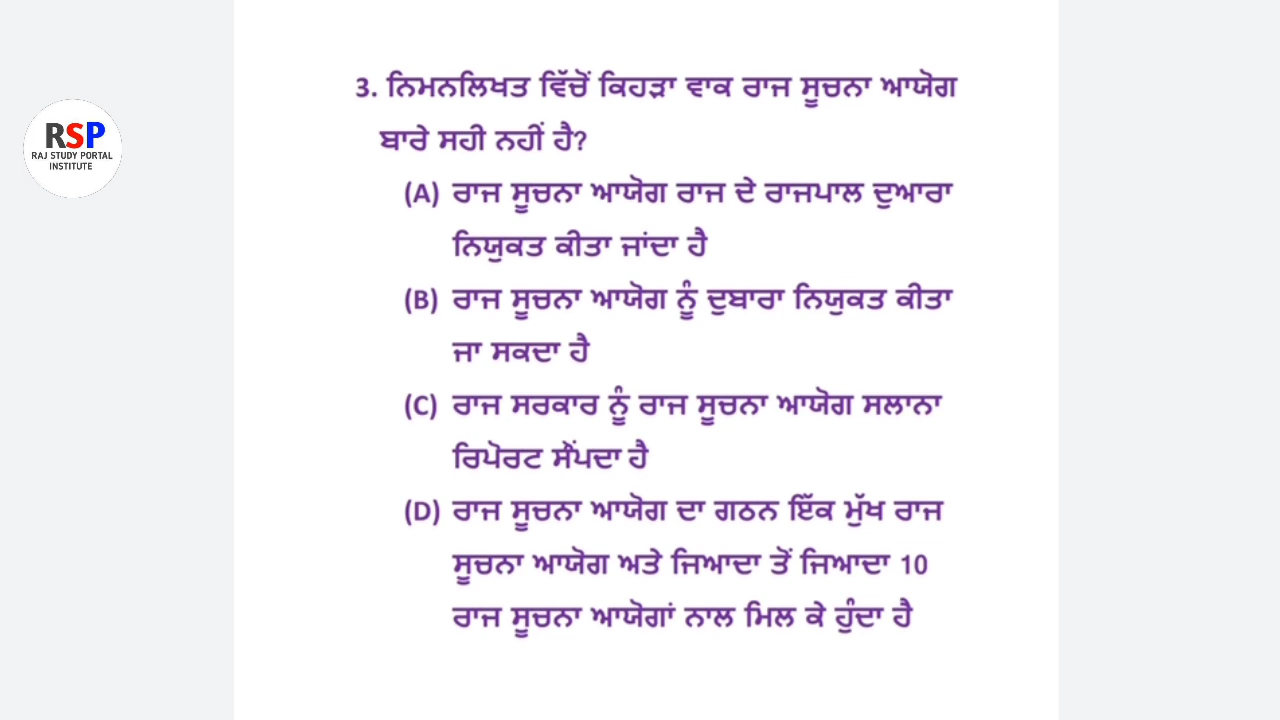 RSP
RAJ STUDY PORTAL
INSTITUTE
3. ਨਿਮਨਲਿਖਤ ਵਿੱਚੋਂ ਕਿਹੜਾ ਵਾਕ ਰਾਜ ਸੂਚਨਾ ਆਯੋਗ
ਬਾਰੇ ਸਹੀ ਨਹੀਂ ਹੈ?
(A) ਰਾਜ ਸੂਚਨਾ ਆਯੋਗ ਰਾਜ ਦੇ ਰਾਜਪਾਲ ਦੁਆਰਾ
ਨਿਯੁਕਤ ਕੀਤਾ ਜਾਂਦਾ ਹੈ
(B) ਰਾਜ ਸੂਚਨਾ ਆਯੋਗ ਨੂੰ ਦੁਬਾਰਾ ਨਿਯੁਕਤ ਕੀਤਾ
ਜਾ ਸਕਦਾ ਹੈ
(C) ਰਾਜ ਸਰਕਾਰ ਨੂੰ ਰਾਜ ਸੂਚਨਾ ਆਯੋਗ ਸਲਾਨਾ
ਰਿਪੋਰਟ ਸੌਂਪਦਾ ਹੈ
(D) ਰਾਜ ਸੂਚਨਾ ਆਯੋਗ ਦਾ ਗਠਨ ਇੱਕ ਮੁੱਖ ਰਾਜ
ਸੂਚਨਾ ਆਯੋਗ ਅਤੇ ਜਿਆਦਾ ਤੋਂ ਜਿਆਦਾ 10
ਰਾਜ ਸੂਚਨਾ ਆਯੋਗਾਂ ਨਾਲ ਮਿਲ ਕੇ ਹੁੰਦਾ ਹੈ